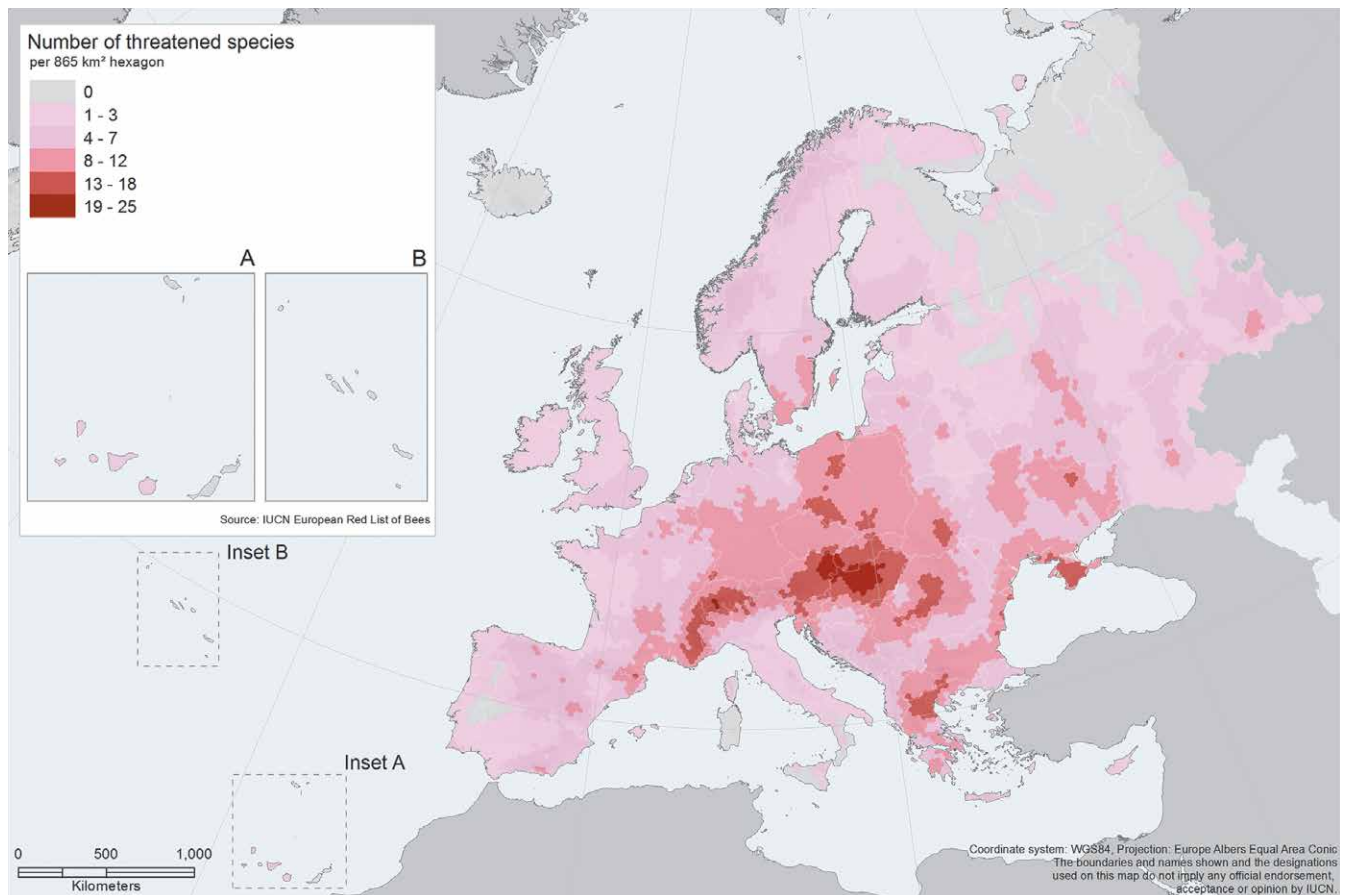 Number of threatened species
per 865 km² hexagon
0
1 - 3
4 - 7
8 - 12
13 - 18
19 - 25
A
B
Source: IUCN European Red List of Bees
Inset B
Inset A
0 500 1,000
Kilometers
Coordinate system: WGS84, Projection: Europe Albers Equal Area Conic
The boundaries and names shown and the designations
used on this map do not imply any official endorsement,
acceptance or opinion by IUCN.